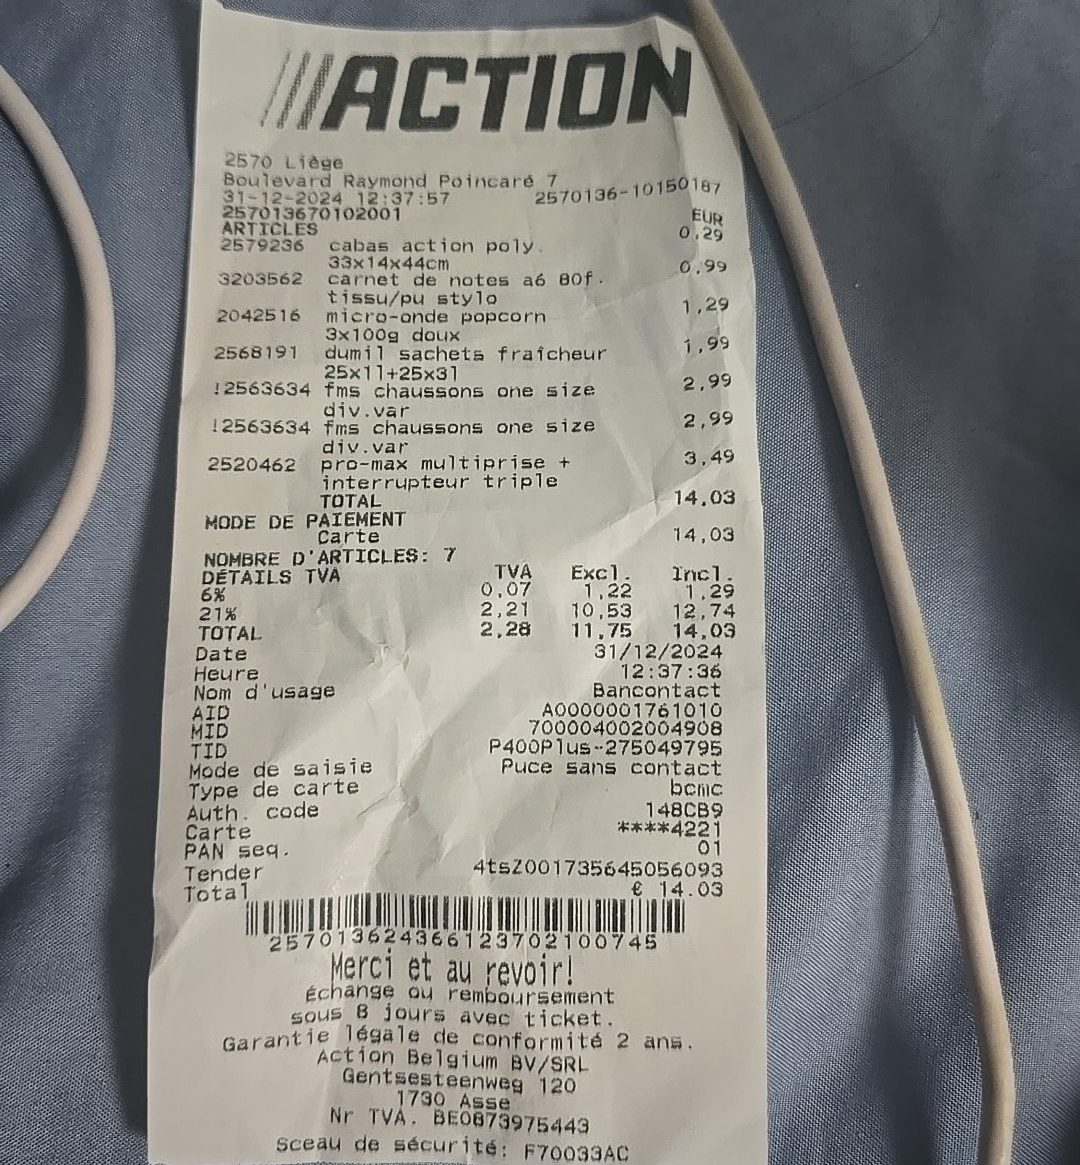 ///ACTION
2570 Liège
Boulevard Raymond Poincaré 7
31-12-2024 12:37:57 2570136-10150187
257013670102001 EUR
ARTICLES
2579236 cabas action poly. 0,29
33x14x44cm
3203562 carnet de notes a6 80f. 0,99
tissu/pu stylo
2042516 micro-onde popcorn 1,29
3x100g doux
2568191 dumil sachets fraîcheur 1,99
25x1l+25x3l
!2563634 fms chaussons one size 2,99
div.var
!2563634 fms chaussons one size 2,99
div.var
2520462 pro-max multiprise + 3,49
interrupteur triple
TOTAL 14,03
MODE DE PAIEMENT
Carte 14,03
NOMBRE D'ARTICLES: 7
DÉTAILS TVA TVA Excl. Incl.
6% 0,07 1,22 1,29
21% 2,21 10,53 12,74
TOTAL 2,28 11,75 14,03
Date 31/12/2024
Heure 12:37:36
Nom d'usage Bancontact
AID A0000001761010
MID 700004002004908
TID P400Plus-275049795
Mode de saisie Puce sans contact
Type de carte bcmc
Auth. code 148CB9
Carte ****4221
PAN seq. 01
Tender 4tsZ001735645056093
Total € 14.03
257013624366123702100745
Merci et au revoir!
Échange ou remboursement
sous 8 jours avec ticket.
Garantie légale de conformité 2 ans.
Action Belgium BV/SRL
Gentsesteenweg 120
1730 Asse
Nr TVA. BE0873975443
Sceau de sécurité: F70033AC